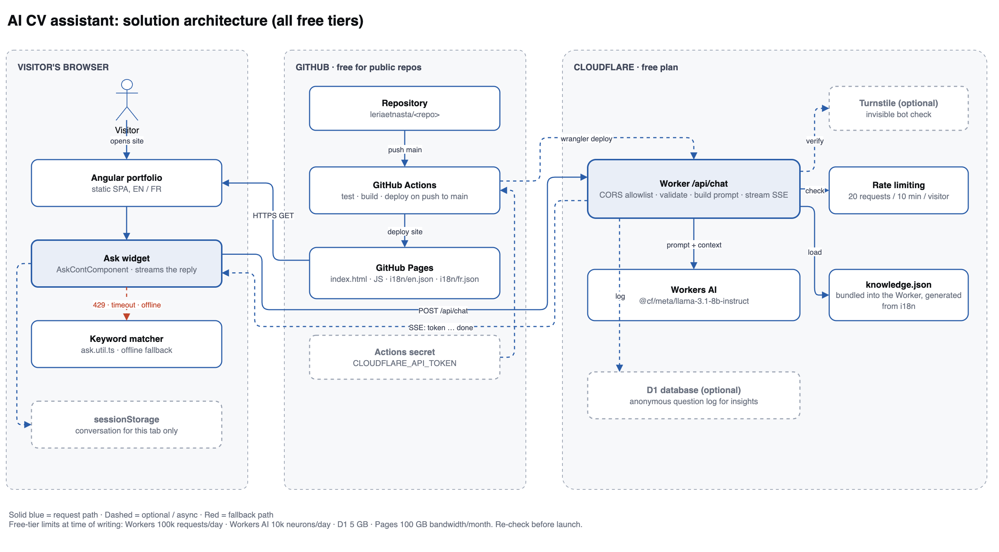 AI CV assistant: solution architecture (all free tiers)
VISITOR'S BROWSER
Visitor
opens site
Angular portfolio
static SPA, EN / FR
Ask widget
AskContComponent · streams the reply
429 · timeout · offline
Keyword matcher
ask.util.ts · offline fallback
sessionStorage
conversation for this tab only
HTTPS GET
GITHUB · free for public repos
Repository
leriaetnasta/<repo>
push main
GitHub Actions
test · build · deploy on push to main
deploy site
GitHub Pages
index.html · JS · i18n/en.json · i18n/fr.json
POST /api/chat
SSE: token … done
Actions secret
CLOUDFLARE_API_TOKEN
wrangler deploy
CLOUDFLARE · free plan
Turnstile (optional)
invisible bot check
verify
Worker /api/chat
CORS allowlist · validate · build prompt · stream SSE
check
Rate limiting
20 requests / 10 min / visitor
prompt + context
load
log
Workers AI
@cf/meta/llama-3.1-8b-instruct
knowledge.json
bundled into the Worker, generated
from i18n
D1 database (optional)
anonymous question log for insights
Solid blue = request path · Dashed = optional / async · Red = fallback path
Free-tier limits at time of writing: Workers 100k requests/day · Workers AI 10k neurons/day · D1 5 GB · Pages 100 GB bandwidth/month. Re-check before launch.